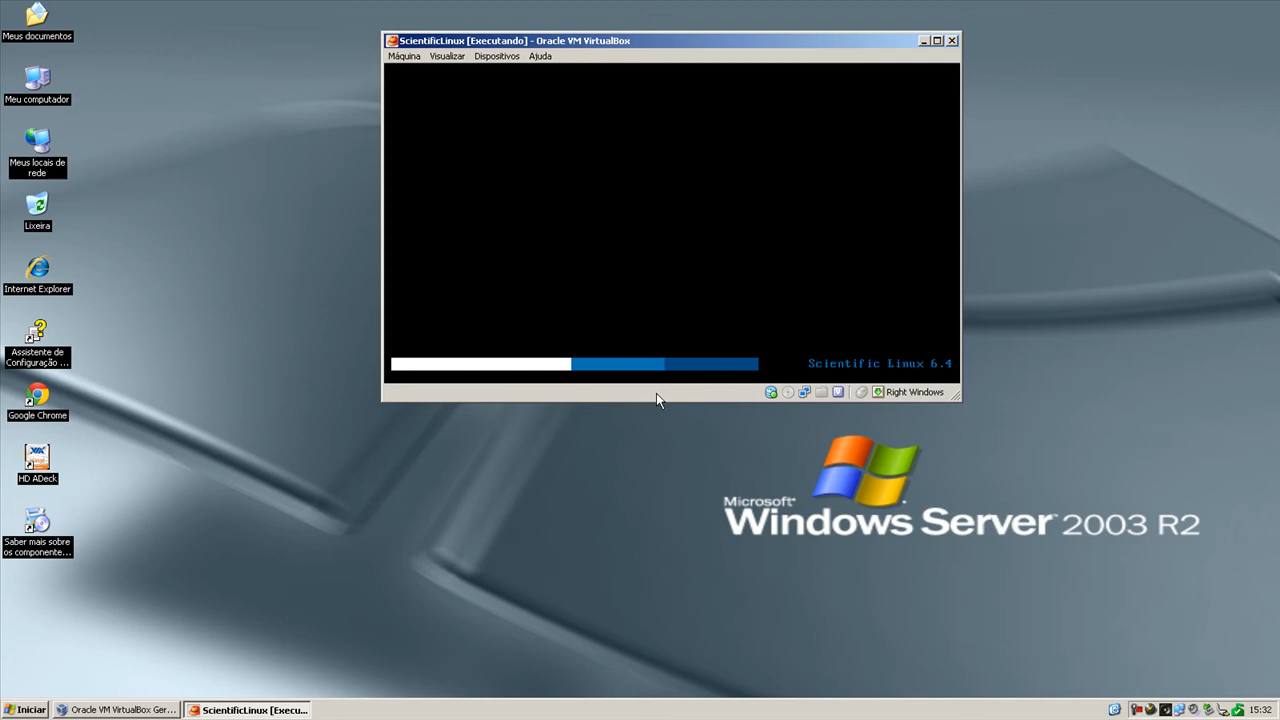 Meus documentos
Meu computador
Meus locais de
rede
Lixeira
Internet Explorer
Assistente de
Configuração ...
Google Chrome
HD ADeck
Saber mais sobre
os componente...
ScientificLinux [Executando] - Oracle VM VirtualBox
Máquina Visualizar Dispositivos Ajuda
Scientific Linux 6.4
Right Windows
Microsoft
Windows Server 2003 R2
Iniciar
Oracle VM VirtualBox Ger...
ScientificLinux [Execu...
15:32